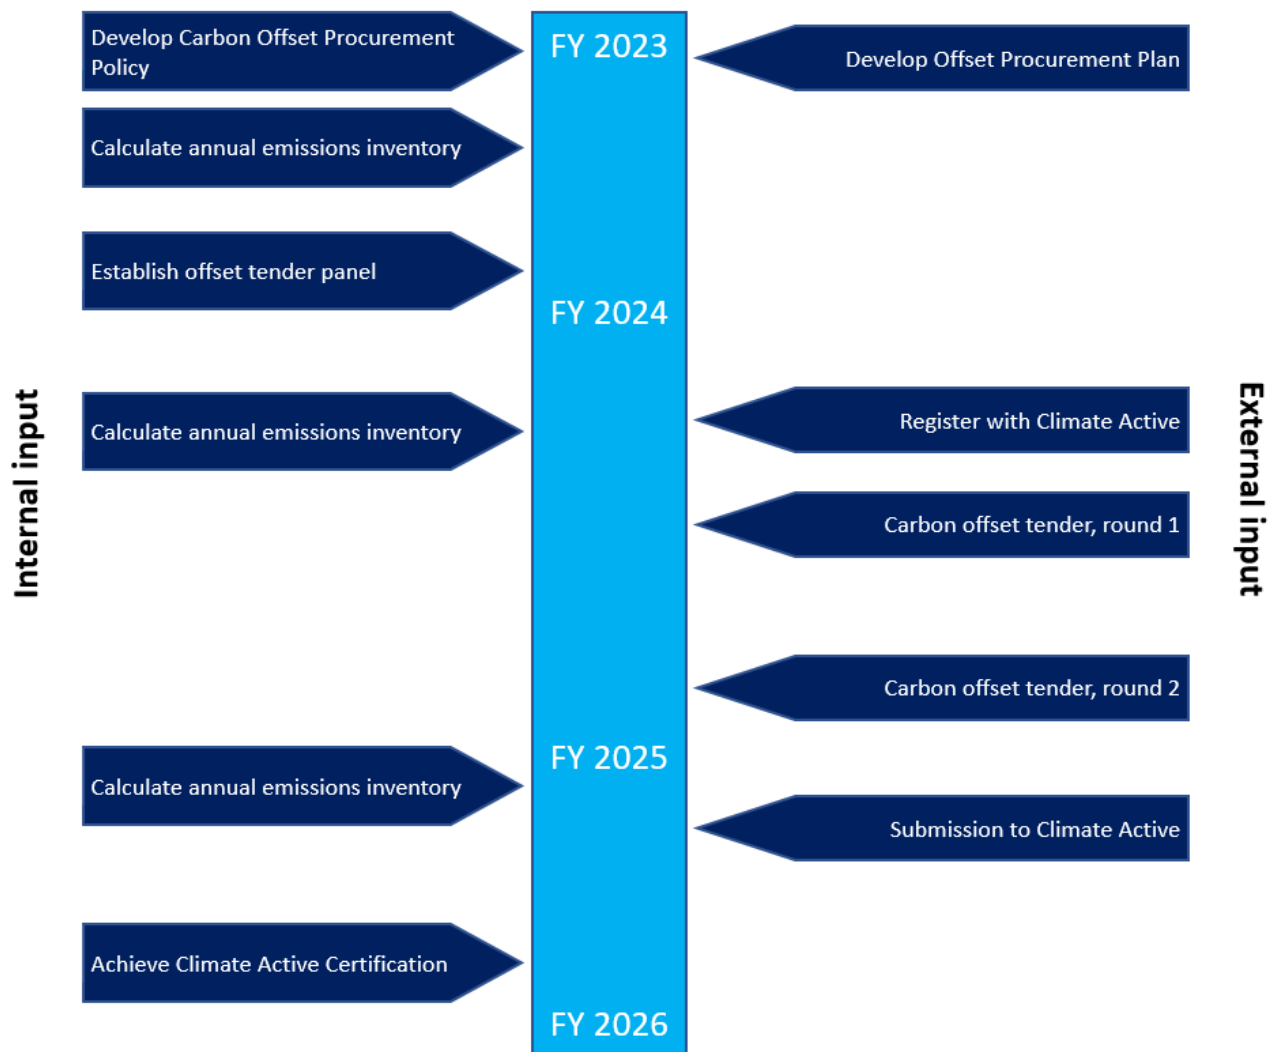 Develop Carbon Offset Procurement
Policy
FY 2023
Develop Offset Procurement Plan
Calculate annual emissions inventory
Establish offset tender panel
FY 2024
Internal input
External input
Calculate annual emissions inventory
Register with Climate Active
Carbon offset tender, round 1
Carbon offset tender, round 2
FY 2025
Calculate annual emissions inventory
Submission to Climate Active
Achieve Climate Active Certification
FY 2026